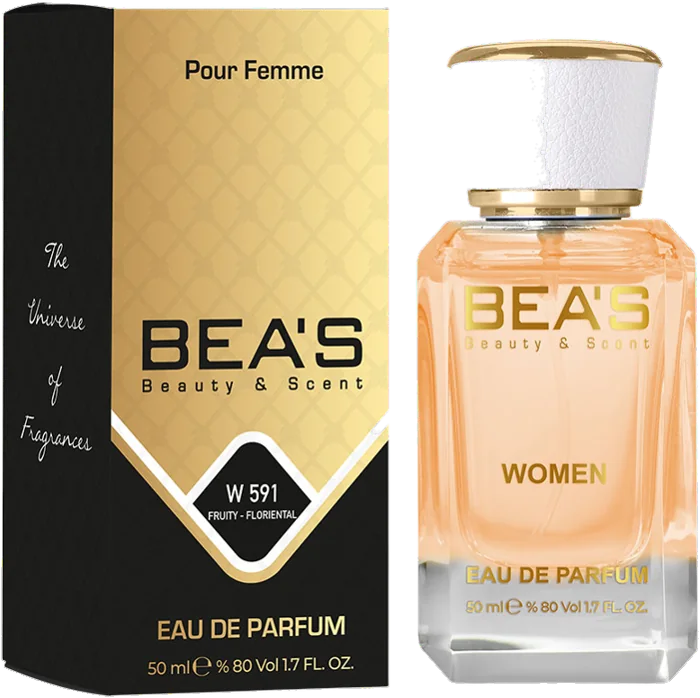 The
Universe
of
Fragrances
Pour Femme
BEA'S
Beauty & Scent
W 591
FRUITY - FLORIENTAL
EAU DE PARFUM
50 ml ℮ % 80 Vol 1.7 FL. OZ.
BEA'S
Beauty & Scent
WOMEN
EAU DE PARFUM
50 ml ℮ % 80 Vol 1.7 FL. OZ.